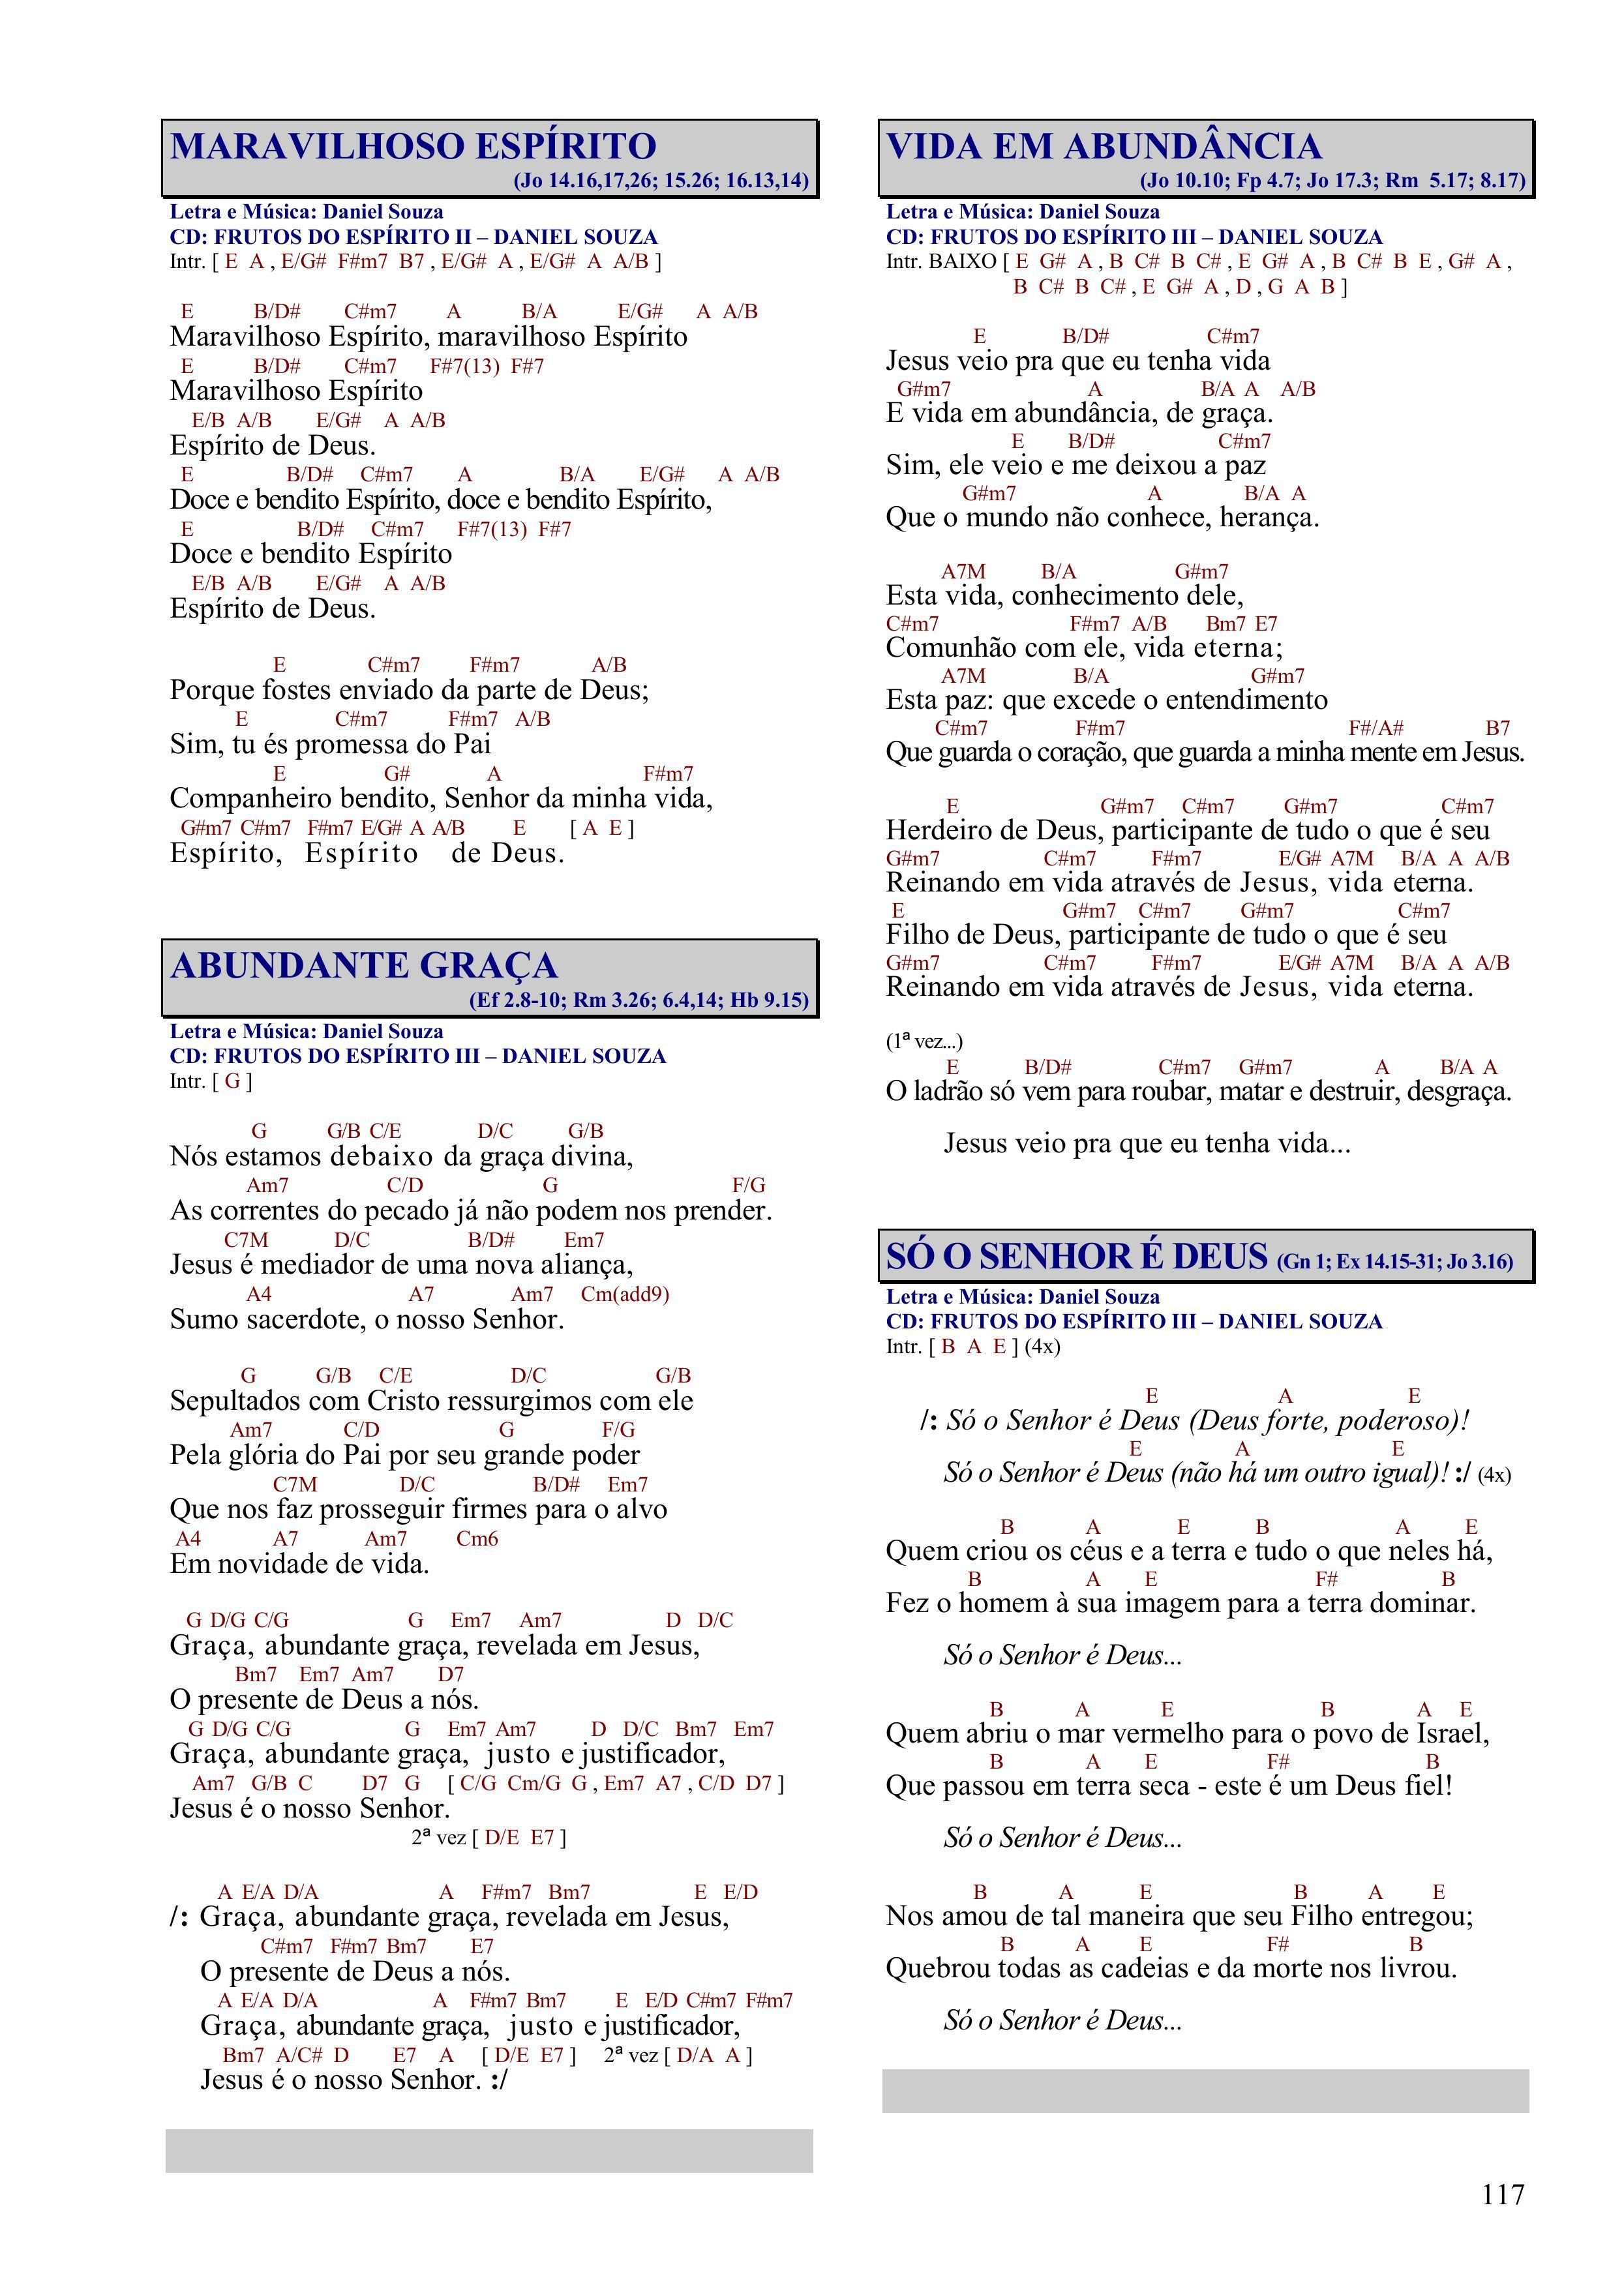 MARAVILHOSO ESPÍRITO
(Jo 14.16,17,26; 15.26; 16.13,14)
Letra e Música: Daniel Souza
CD: FRUTOS DO ESPÍRITO II – DANIEL SOUZA
Intr. [ E A , E/G# F#m7 B7 , E/G# A , E/G# A A/B ]
E B/D# C#m7 A B/A E/G# A A/B
Maravilhoso Espírito, maravilhoso Espírito
E B/D# C#m7 F#7(13) F#7
Maravilhoso Espírito
E/B A/B E/G# A A/B
Espírito de Deus.
E B/D# C#m7 A B/A E/G# A A/B
Doce e bendito Espírito, doce e bendito Espírito,
E B/D# C#m7 F#7(13) F#7
Doce e bendito Espírito
E/B A/B E/G# A A/B
Espírito de Deus.
E C#m7 F#m7 A/B
Porque fostes enviado da parte de Deus;
E C#m7 F#m7 A/B
Sim, tu és promessa do Pai
E G# A F#m7
Companheiro bendito, Senhor da minha vida,
G#m7 C#m7 F#m7 E/G# A A/B E [ A E ]
Espírito, Espírito de Deus.
ABUNDANTE GRAÇA
(Ef 2.8-10; Rm 3.26; 6.4,14; Hb 9.15)
Letra e Música: Daniel Souza
CD: FRUTOS DO ESPÍRITO III – DANIEL SOUZA
Intr. [ G ]
G G/B C/E D/C G/B
Nós estamos debaixo da graça divina,
Am7 C/D G F/G
As correntes do pecado já não podem nos prender.
C7M D/C B/D# Em7
Jesus é mediador de uma nova aliança,
A4 A7 Am7 Cm(add9)
Sumo sacerdote, o nosso Senhor.
G G/B C/E D/C G/B
Sepultados com Cristo ressurgimos com ele
Am7 C/D G F/G
Pela glória do Pai por seu grande poder
C7M D/C B/D# Em7
Que nos faz prosseguir firmes para o alvo
A4 A7 Am7 Cm6
Em novidade de vida.
G D/G C/G G Em7 Am7 D D/C
Graça, abundante graça, revelada em Jesus,
Bm7 Em7 Am7 D7
O presente de Deus a nós.
G D/G C/G G Em7 Am7 D D/C Bm7 Em7
Graça, abundante graça, justo e justificador,
Am7 G/B C D7 G [ C/G Cm/G G , Em7 A7 , C/D D7 ]
Jesus é o nosso Senhor.
2ª vez [ D/E E7 ]
A E/A D/A A F#m7 Bm7 E E/D
/: Graça, abundante graça, revelada em Jesus,
C#m7 F#m7 Bm7 E7
O presente de Deus a nós.
A E/A D/A A F#m7 Bm7 E E/D C#m7 F#m7
Graça, abundante graça, justo e justificador,
Bm7 A/C# D E7 A [ D/E E7 ] 2ª vez [ D/A A ]
Jesus é o nosso Senhor. :/
VIDA EM ABUNDÂNCIA
(Jo 10.10; Fp 4.7; Jo 17.3; Rm 5.17; 8.17)
Letra e Música: Daniel Souza
CD: FRUTOS DO ESPÍRITO III – DANIEL SOUZA
Intr. BAIXO [ E G# A , B C# B C# , E G# A , B C# B E , G# A ,
B C# B C# , E G# A , D , G A B ]
E B/D# C#m7
Jesus veio pra que eu tenha vida
G#m7 A B/A A A/B
E vida em abundância, de graça.
E B/D# C#m7
Sim, ele veio e me deixou a paz
G#m7 A B/A A
Que o mundo não conhece, herança.
A7M B/A G#m7
Esta vida, conhecimento dele,
C#m7 F#m7 A/B Bm7 E7
Comunhão com ele, vida eterna;
A7M B/A G#m7
Esta paz: que excede o entendimento
C#m7 F#m7 F#/A# B7
Que guarda o coração, que guarda a minha mente em Jesus.
E G#m7 C#m7 G#m7 C#m7
Herdeiro de Deus, participante de tudo o que é seu
G#m7 C#m7 F#m7 E/G# A7M B/A A A/B
Reinando em vida através de Jesus, vida eterna.
E G#m7 C#m7 G#m7 C#m7
Filho de Deus, participante de tudo o que é seu
G#m7 C#m7 F#m7 E/G# A7M B/A A A/B
Reinando em vida através de Jesus, vida eterna.
(1ª vez...)
E B/D# C#m7 G#m7 A B/A A
O ladrão só vem para roubar, matar e destruir, desgraça.
Jesus veio pra que eu tenha vida...
SÓ O SENHOR É DEUS (Gn 1; Ex 14.15-31; Jo 3.16)
Letra e Música: Daniel Souza
CD: FRUTOS DO ESPÍRITO III – DANIEL SOUZA
Intr. [ B A E ] (4x)
E A E
/: Só o Senhor é Deus (Deus forte, poderoso)!
E A E
Só o Senhor é Deus (não há um outro igual)! :/ (4x)
B A E B A E
Quem criou os céus e a terra e tudo o que neles há,
B A E F# B
Fez o homem à sua imagem para a terra dominar.
Só o Senhor é Deus...
B A E B A E
Quem abriu o mar vermelho para o povo de Israel,
B A E F# B
Que passou em terra seca - este é um Deus fiel!
Só o Senhor é Deus...
B A E B A E
Nos amou de tal maneira que seu Filho entregou;
B A E F# B
Quebrou todas as cadeias e da morte nos livrou.
Só o Senhor é Deus...
117